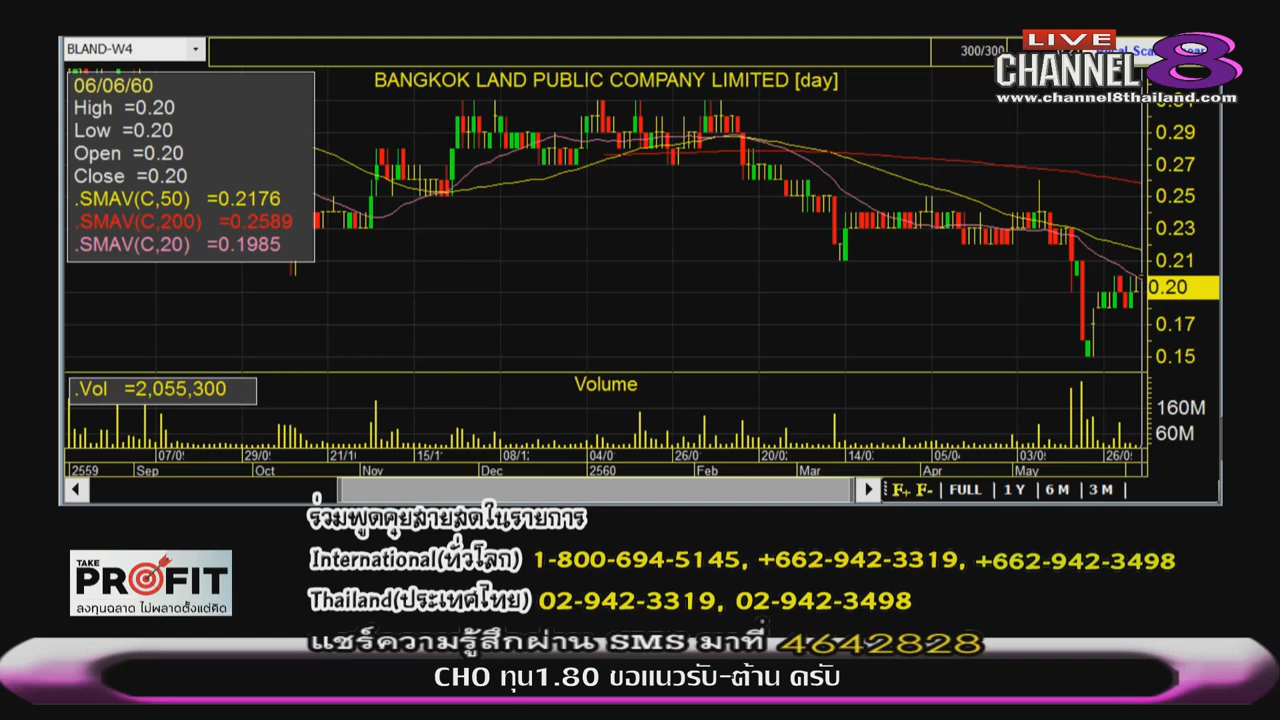 BLAND-W4
300/300
LIVE
CHANNEL 8
www.channel8thailand.com
BANGKOK LAND PUBLIC COMPANY LIMITED [day]
06/06/60
High =0.20
Low =0.20
Open =0.20
Close =0.20
.SMAV(C,50) =0.2176
.SMAV(C,200) =0.2589
.SMAV(C,20) =0.1985
0.29
0.27
0.25
0.23
0.21
0.20
0.17
0.15
.Vol =2,055,300
Volume
160M
60M
2559 Sep Oct Nov Dec 2560 Feb Mar Apr May
F+ F- FULL 1 Y 6 M 3 M
ร่วมพูดคุยสายสดในรายการ
International(ทั่วโลก) 1-800-694-5145, +662-942-3319, +662-942-3498
Thailand(ประเทศไทย) 02-942-3319, 02-942-3498
TAKE PROFIT
ลงทุนฉลาด ไม่พลาดตั้งแต่คิด
แชร์ความรู้สึกผ่าน SMS มาที่ 4642828
CHO ทุน1.80 ขอแนวรับ-ต้าน ครับ